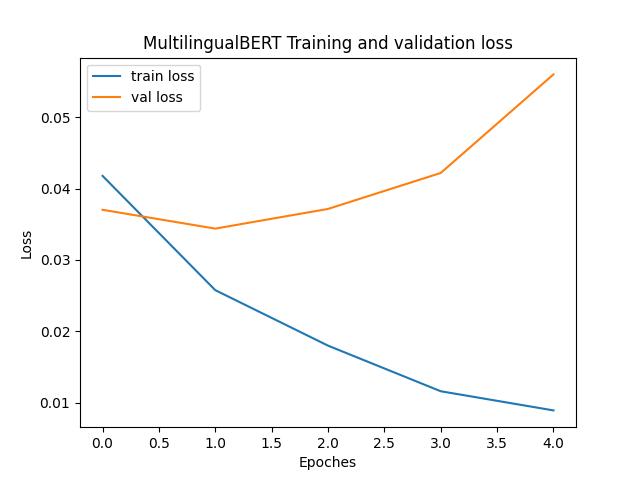 MultilingualBERT Training and validation loss
train loss
val loss
0.05
0.04
0.03
0.02
0.01
Loss
0.0 0.5 1.0 1.5 2.0 2.5 3.0 3.5 4.0
Epoches